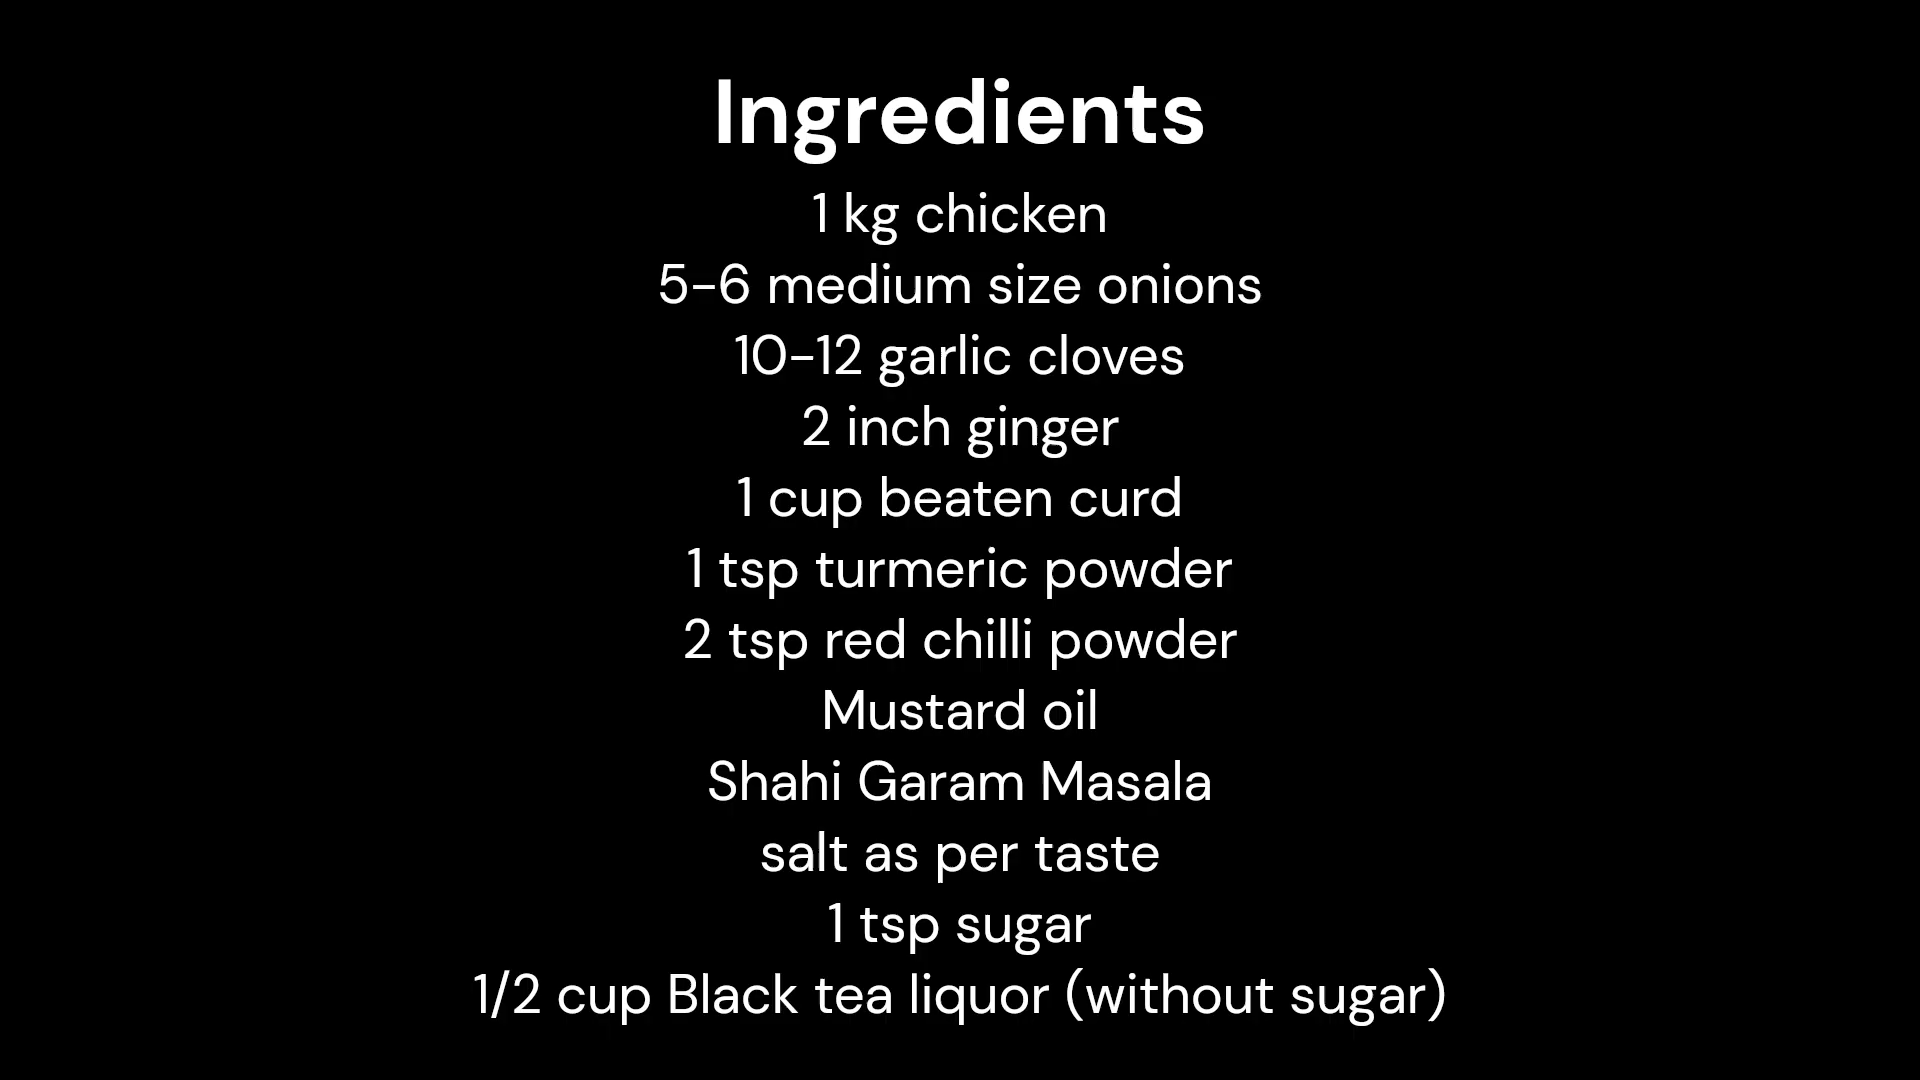 Ingredients
1 kg chicken
5-6 medium size onions
10-12 garlic cloves
2 inch ginger
1 cup beaten curd
1 tsp turmeric powder
2 tsp red chilli powder
Mustard oil
Shahi Garam Masala
salt as per taste
1 tsp sugar
1/2 cup Black tea liquor (without sugar)